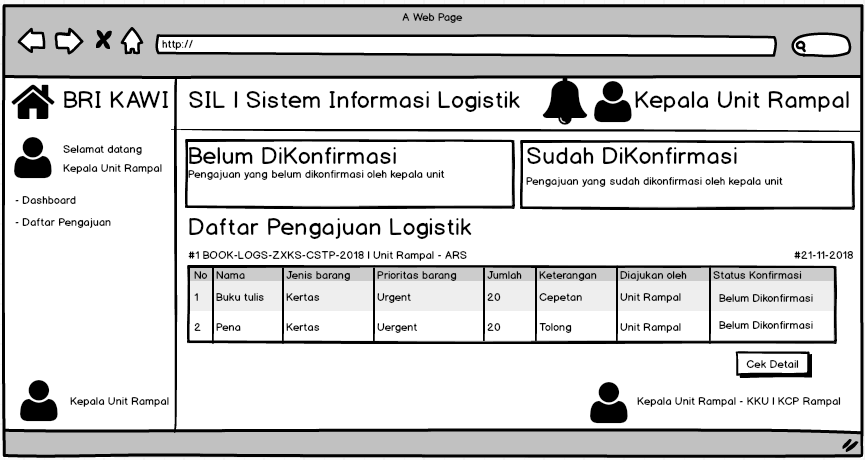 A Web Page
http://
BRI KAWI
SIL | Sistem Informasi Logistik
Kepala Unit Rampal
Selamat datang
Kepala Unit Rampal
- Dashboard
- Daftar Pengajuan
Belum DiKonfirmasi
Pengajuan yang belum dikonfirmasi oleh kepala unit
Sudah DiKonfirmasi
Pengajuan yang sudah dikonfirmasi oleh kepala unit
Daftar Pengajuan Logistik
#1 BOOK-LOGS-ZXKS-CSTP-2018 | Unit Rampal - ARS
#21-11-2018
No Nama Jenis barang Prioritas barang Jumlah Keterangan Diajukan oleh Status Konfirmasi
1 Buku tulis Kertas Urgent 20 Cepetan Unit Rampal Belum Dikonfirmasi
2 Pena Kertas Uergent 20 Tolong Unit Rampal Belum Dikonfirmasi
Cek Detail
Kepala Unit Rampal
Kepala Unit Rampal - KKU | KCP Rampal